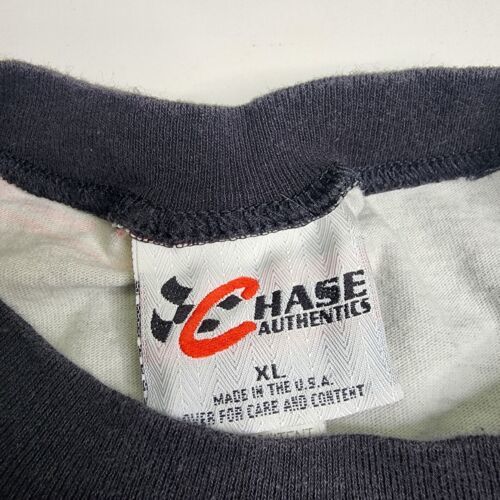 CHASE
AUTHENTICS
XL
MADE IN THE U.S.A.
OVER FOR CARE AND CONTENT